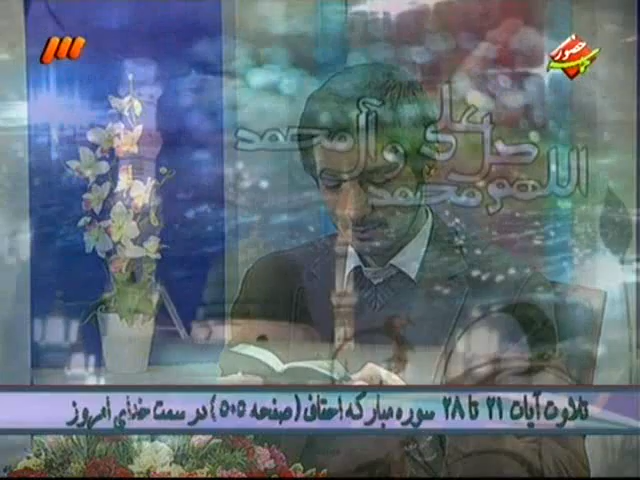 اللهم صل علی
محمد وآل محمد
تلاوت آیات ۲۱ تا ۲۸ سوره مبارکه احقاف (صفحه ۵۰۵) در سمت خدای امروز